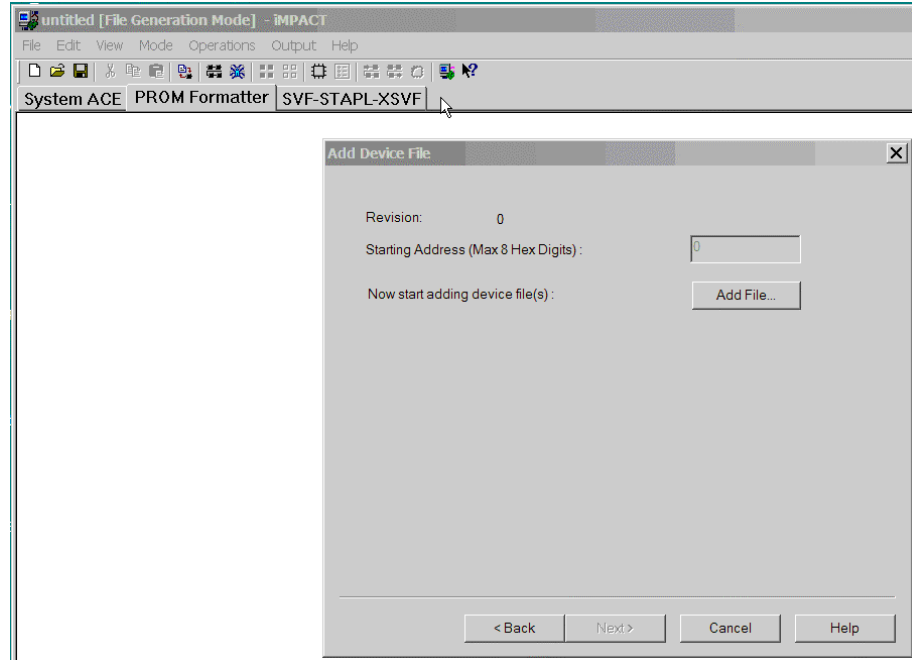 untitled [File Generation Mode] - iMPACT
File Edit View Mode Operations Output Help
System ACE PROM Formatter SVF-STAPL-XSVF
Add Device File
Revision: 0
Starting Address (Max 8 Hex Digits) : 0
Now start adding device file(s) : Add File...
< Back Next > Cancel Help